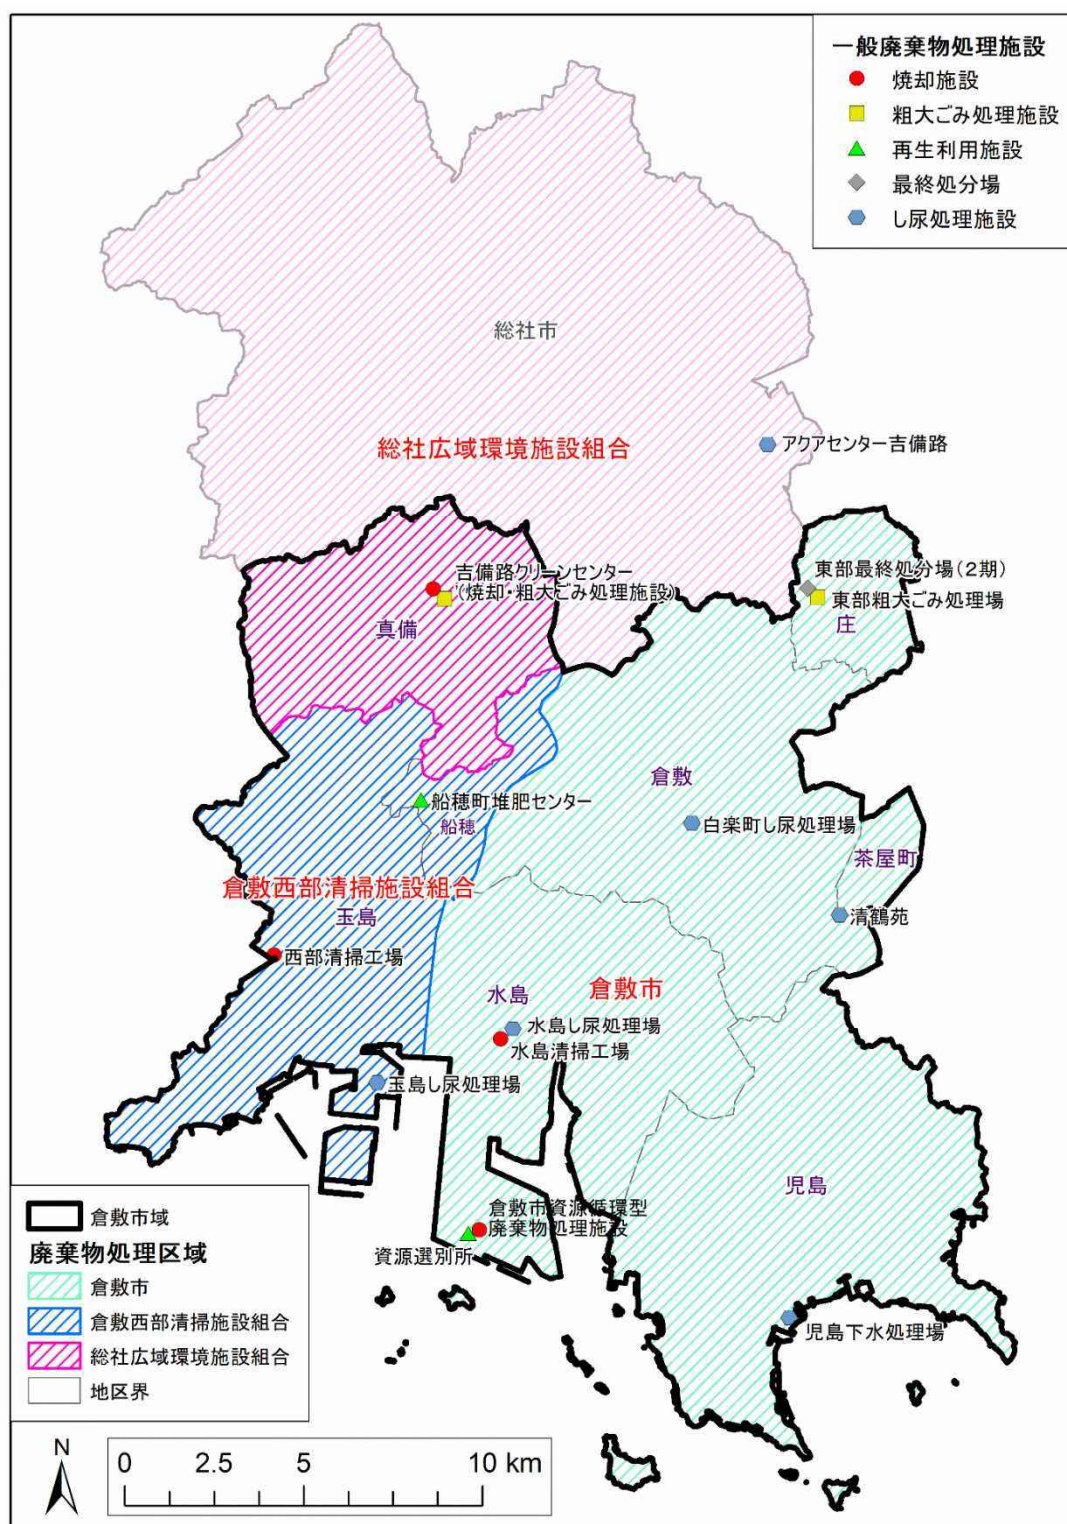 一般廃棄物処理施設
焼却施設
粗大ごみ処理施設
再生利用施設
最終処分場
し尿処理施設
総社市
総社広域環境施設組合
アクアセンター吉備路
吉備路クリーンセンター
(焼却・粗大ごみ処理施設)
真備
東部最終処分場(2期)
東部粗大ごみ処理場
庄
倉敷
船穂町堆肥センター
船穂
白楽町し尿処理場
茶屋町
倉敷西部清掃施設組合
玉島
清鶴苑
西部清掃工場
水島
倉敷市
水島し尿処理場
水島清掃工場
玉島し尿処理場
児島
倉敷市資源循環型
廃棄物処理施設
資源選別所
児島下水処理場
倉敷市域
廃棄物処理区域
倉敷市
倉敷西部清掃施設組合
総社広域環境施設組合
地区界
N
0 2.5 5 10 km